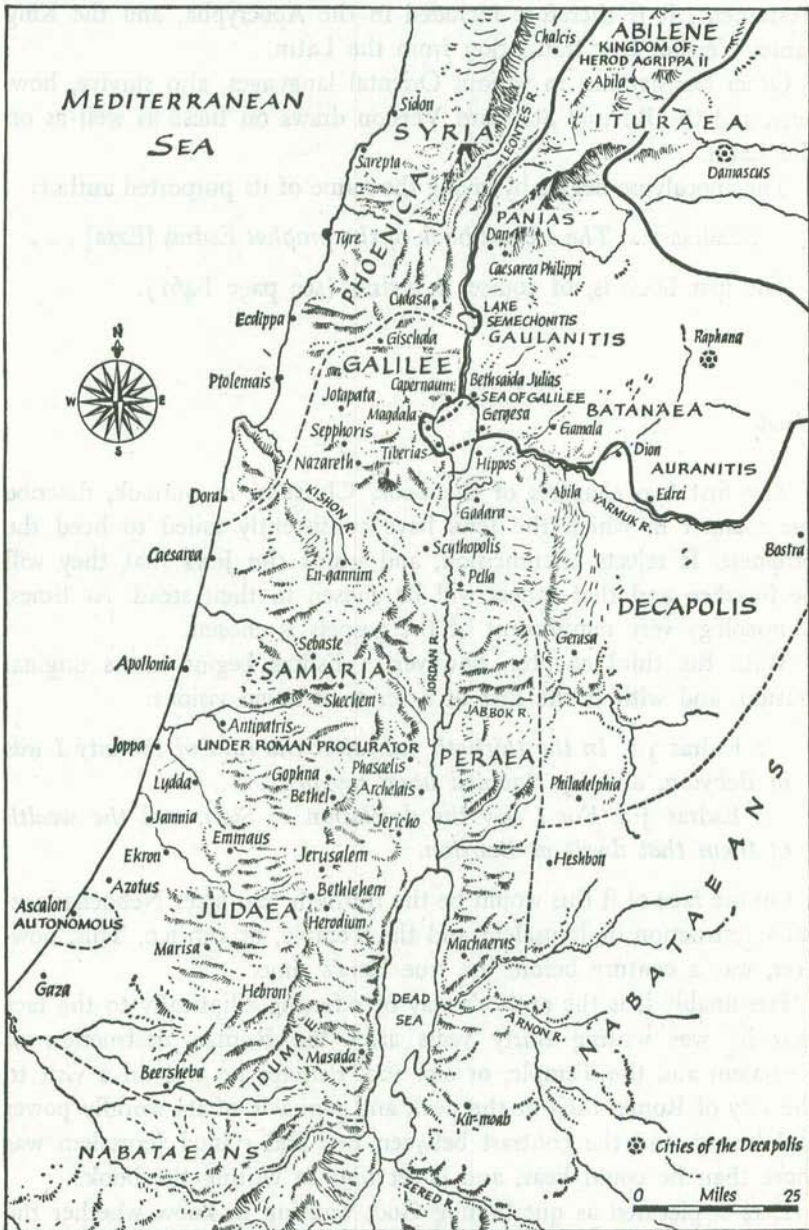 ABILENE
KINGDOM OF
HEROD AGRIPPA II
Chalcis
Abila
MEDITERRANEAN
SEA
Sidon
SYRIA
ITURAEA
Sarepta
Damascus
PHOENICIA
PANIAS
Dan
Tyre
Caesarea Philippi
Cadasa
LAKE
SEMECHONITIS
Ecdippa
Gischala
GAULANITIS
Raphana
N
W
E
S
GALILEE
Ptolemais
Capernaum
Bethsaida Julias
Jotapata
SEA OF GALILEE
BATANAEA
Magdala
Gergesa
Sepphoris
Gamala
Tiberias
Dion
Nazareth
Hippos
AURANITIS
Dora
KISHON R.
Abila
Edrei
Gadara
YARMUK R.
Bostra
Caesarea
Scythopolis
En-gannim
Pella
DECAPOLIS
Sebaste
Gerasa
Apollonia
SAMARIA
JORDAN
Shechem
JABBOK R.
Antipatris
Joppa
UNDER ROMAN PROCURATOR
PERAEA
Phasaelis
Gophna
Philadelphia
Lydda
Archelais
Bethel
Jamnia
Jericho
Emmaus
Ekron
Jerusalem
Heshbon
Azotus
Bethlehem
Ascalon
AUTONOMOUS
JUDAEA
Herodium
Marisa
Machaerus
Gaza
Hebron
DEAD
SEA
ARNON R.
NABATAEANS
IDUMAEA
Masada
Beersheba
Kir-moab
NABATAEANS
Cities of the Decapolis
ZERED R.
0 Miles 25